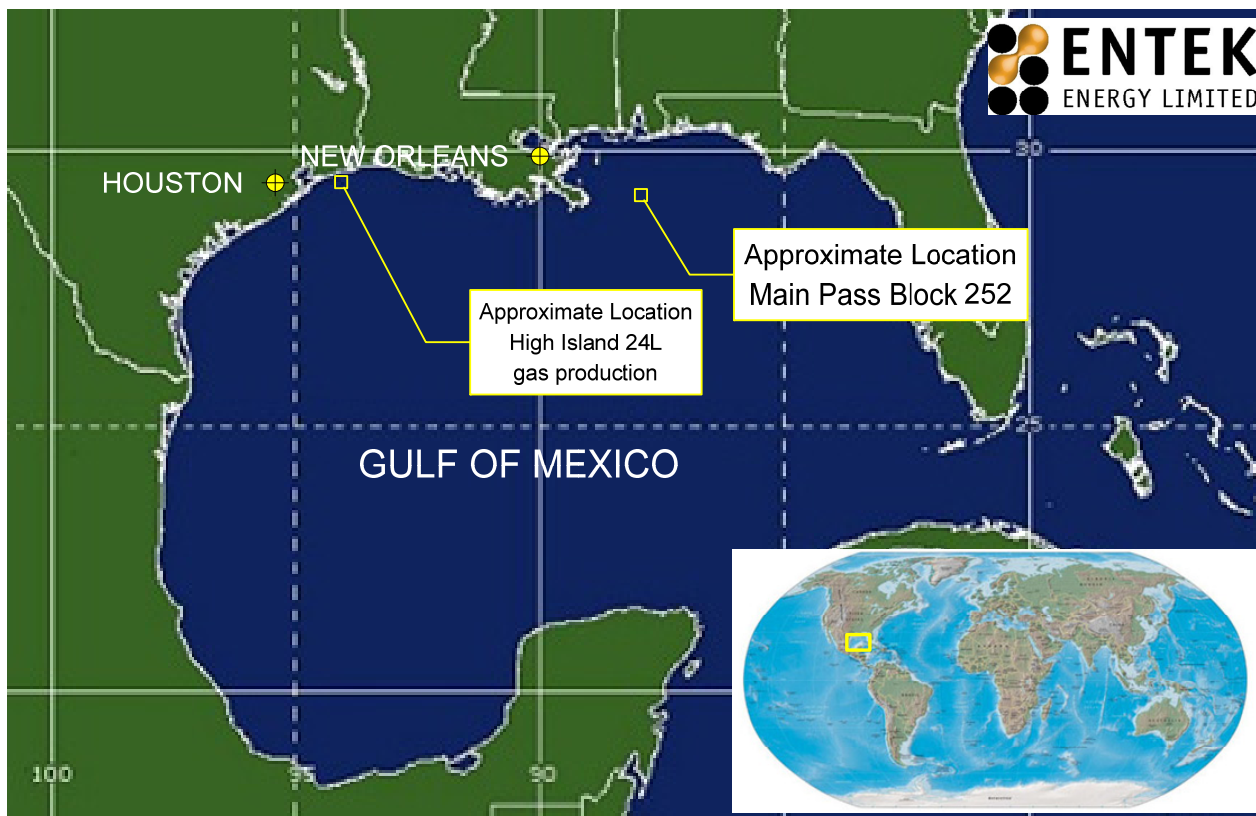 ENTEK
ENERGY LIMITED
NEW ORLEANS
30
HOUSTON
Approximate Location
Main Pass Block 252
Approximate Location
High Island 24L
gas production
25
GULF OF MEXICO
100
95
90